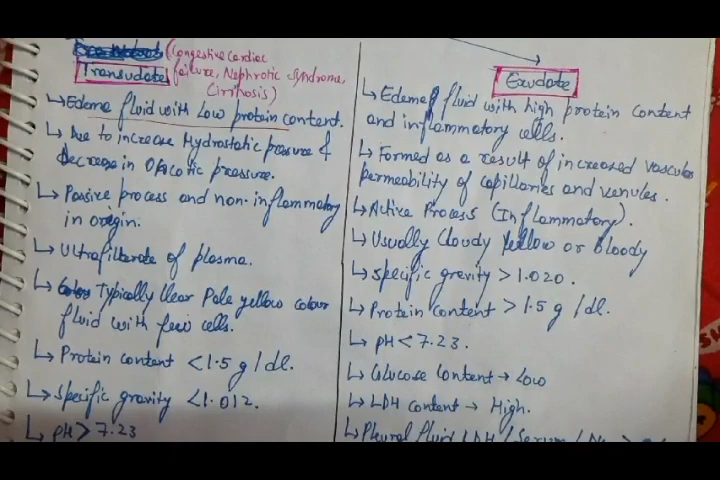 (Congestive Cardiac
Transudate failure, Nephrotic Syndrome,
Cirrhosis)
↳ Edema fluid with Low protein content.
↳ Due to increase Hydrostatic pressure &
decrease in Oncotic pressure.
↳ Passive process and non-inflammatory
in origin.
↳ Ultrafilterate of plasma.
↳ Typically Clear Pale yellow colour
fluid with few cells.
↳ Protein content < 1.5 g/dl.
↳ Specific gravity < 1.012.
↳ pH > 7.23
Exudate
↳ Edema fluid with high protein content
and inflammatory cells.
↳ Formed as a result of increased vascular
permeability of capillaries and venules.
↳ Active Process (Inflammatory).
↳ Usually Cloudy Yellow or Bloody
↳ Specific gravity > 1.020.
↳ Protein content > 1.5 g/dl.
↳ pH < 7.23.
↳ Glucose Content → Low
↳ LDH content → High.
↳ Pleural fluid LDH / Serum